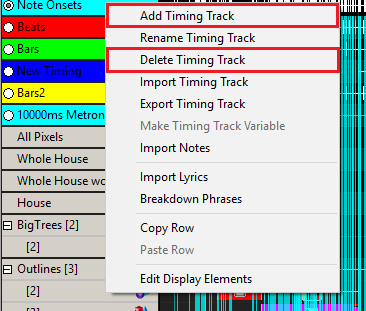 Note Onsets
Beats
Bars
New Timing
Bars2
10000ms Metron
All Pixels
Whole House
Whole House wo
House
BigTrees [2]
[2]
Outlines [3]
[2]
[2]
Add Timing Track
Rename Timing Track
Delete Timing Track
Import Timing Track
Export Timing Track
Make Timing Track Variable
Import Notes
Import Lyrics
Breakdown Phrases
Copy Row
Paste Row
Edit Display Elements